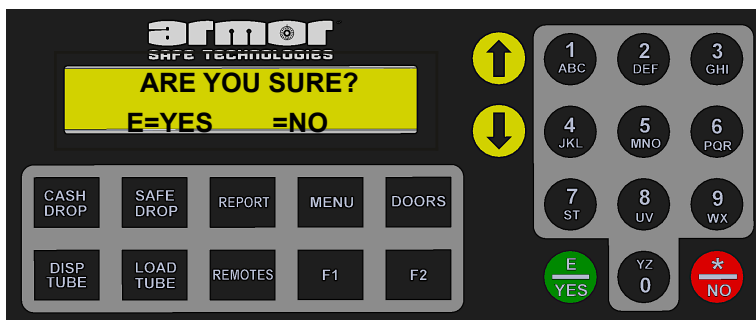 armor
SAFE TECHNOLOGIES
ARE YOU SURE?
E=YES =NO
CASH DROP
SAFE DROP
REPORT
MENU
DOORS
DISP TUBE
LOAD TUBE
REMOTES
F1
F2
1 ABC
2 DEF
3 GHI
4 JKL
5 MNO
6 PQR
7 ST
8 UV
9 WX
E YES
YZ 0
* NO